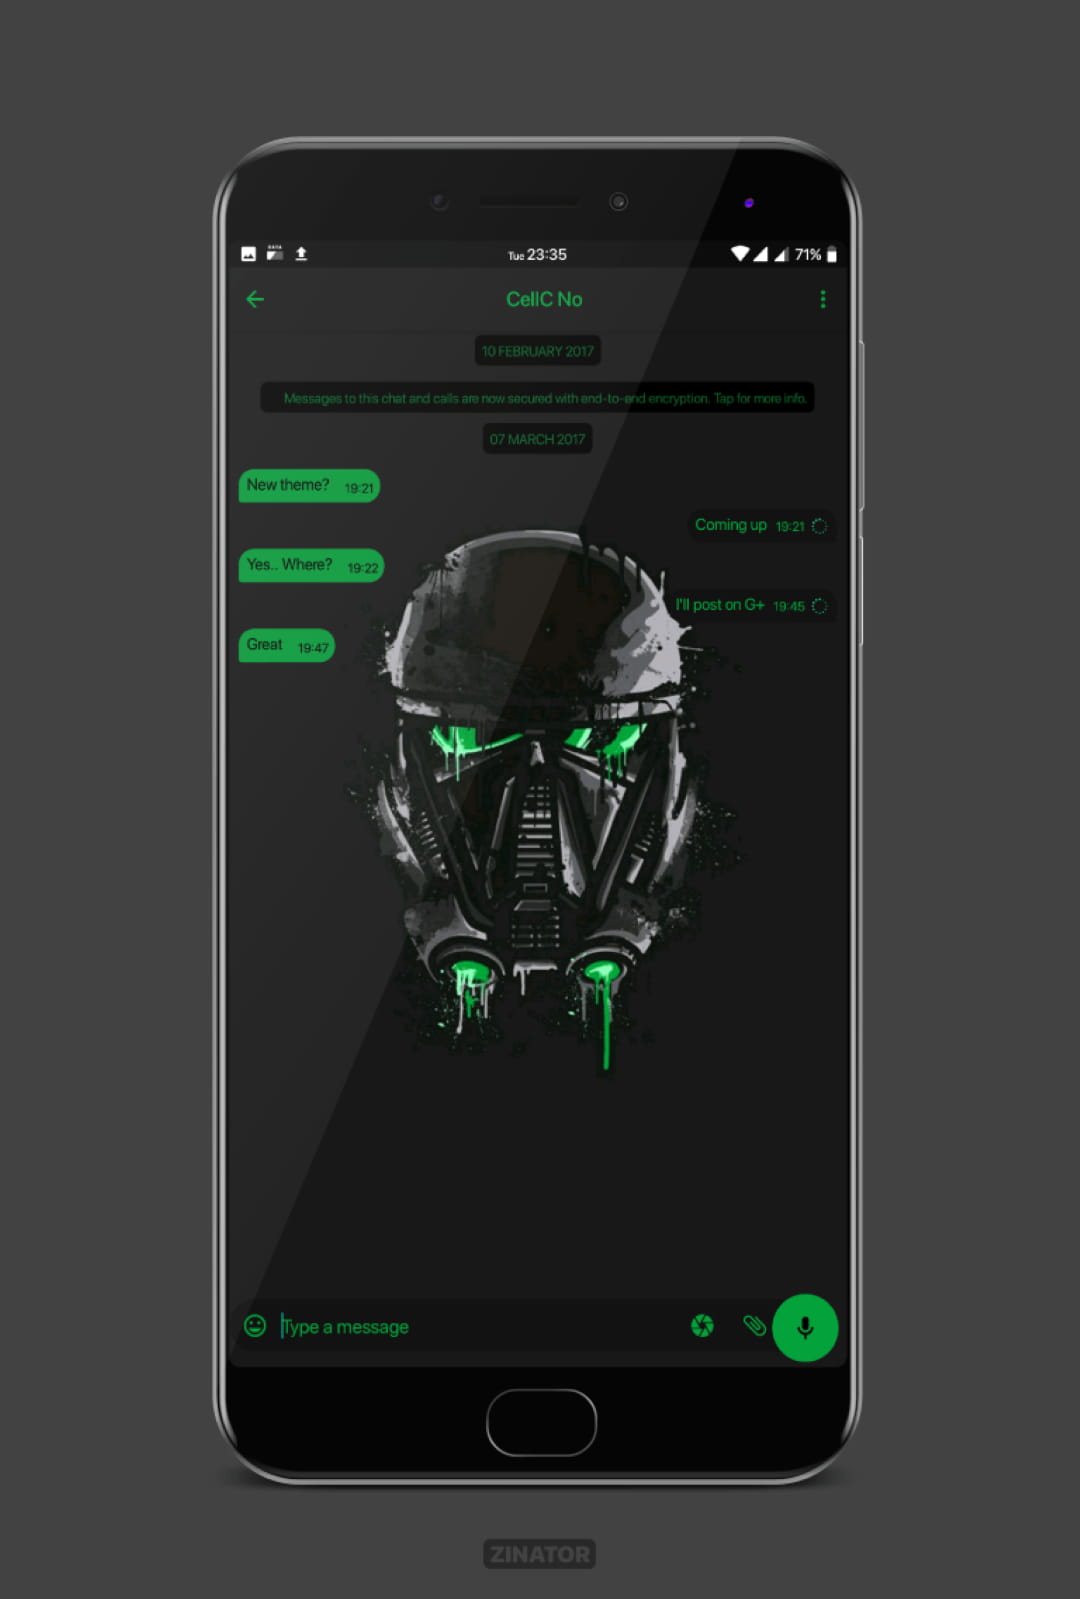 DATA
Tue 23:35
71%
CellC No
10 FEBRUARY 2017
Messages to this chat and calls are now secured with end-to-end encryption. Tap for more info.
07 MARCH 2017
New theme? 19:21
Coming up 19:21
Yes.. Where? 19:22
I'll post on G+ 19:45
Great 19:47
Type a message
ZINATOR